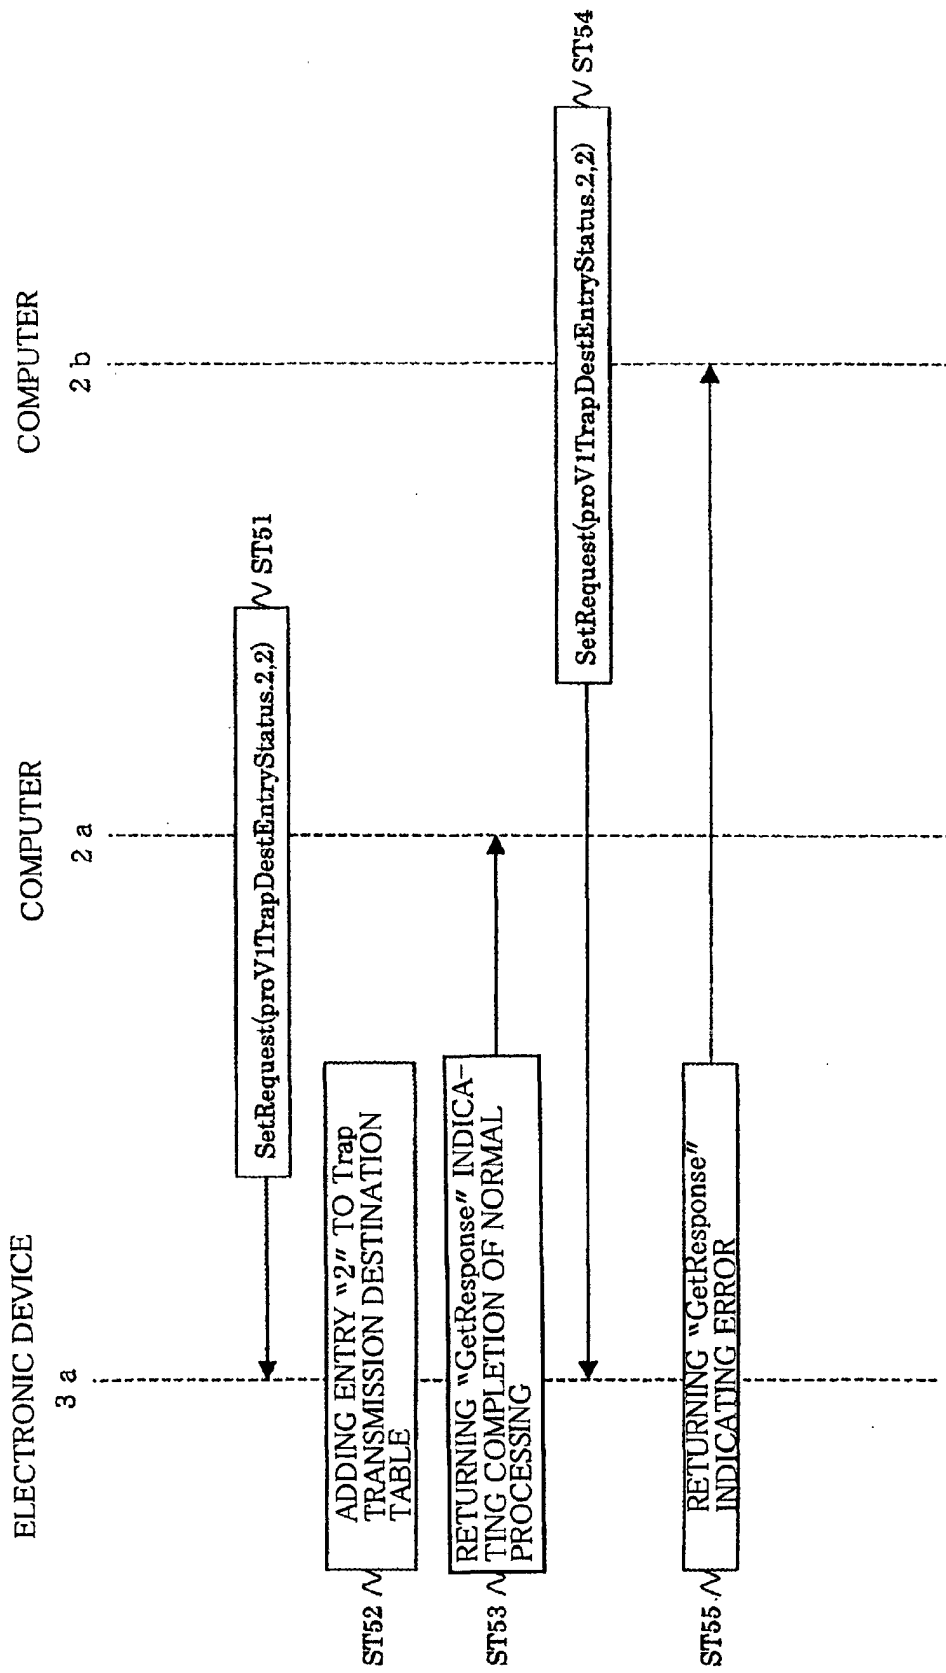 ELECTRONIC DEVICE
3 a
COMPUTER
2 a
COMPUTER
2 b
SetRequest(proV1TrapDestEntryStatus.2,2)
ST51
ST52
ADDING ENTRY "2" TO Trap
TRANSMISSION DESTINATION
TABLE
ST53
RETURNING "GetResponse" INDICA-
TING COMPLETION OF NORMAL
PROCESSING
SetRequest(proV1TrapDestEntryStatus.2,2)
ST54
ST55
RETURNING "GetResponse"
INDICATING ERROR